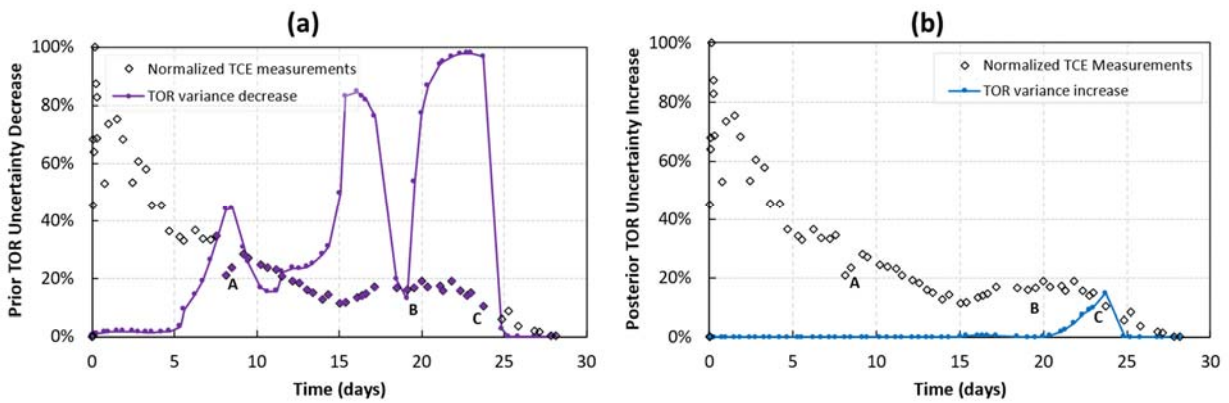 (a)
Prior TOR Uncertainty Decrease
100%
80%
60%
40%
20%
0%
Normalized TCE measurements
TOR variance decrease
A
B
C
0 5 10 15 20 25 30
Time (days)
(b)
Posterior TOR Uncertainty Increase
100%
80%
60%
40%
20%
0%
Normalized TCE Measurements
TOR variance increase
A
B
C
0 5 10 15 20 25 30
Time (days)